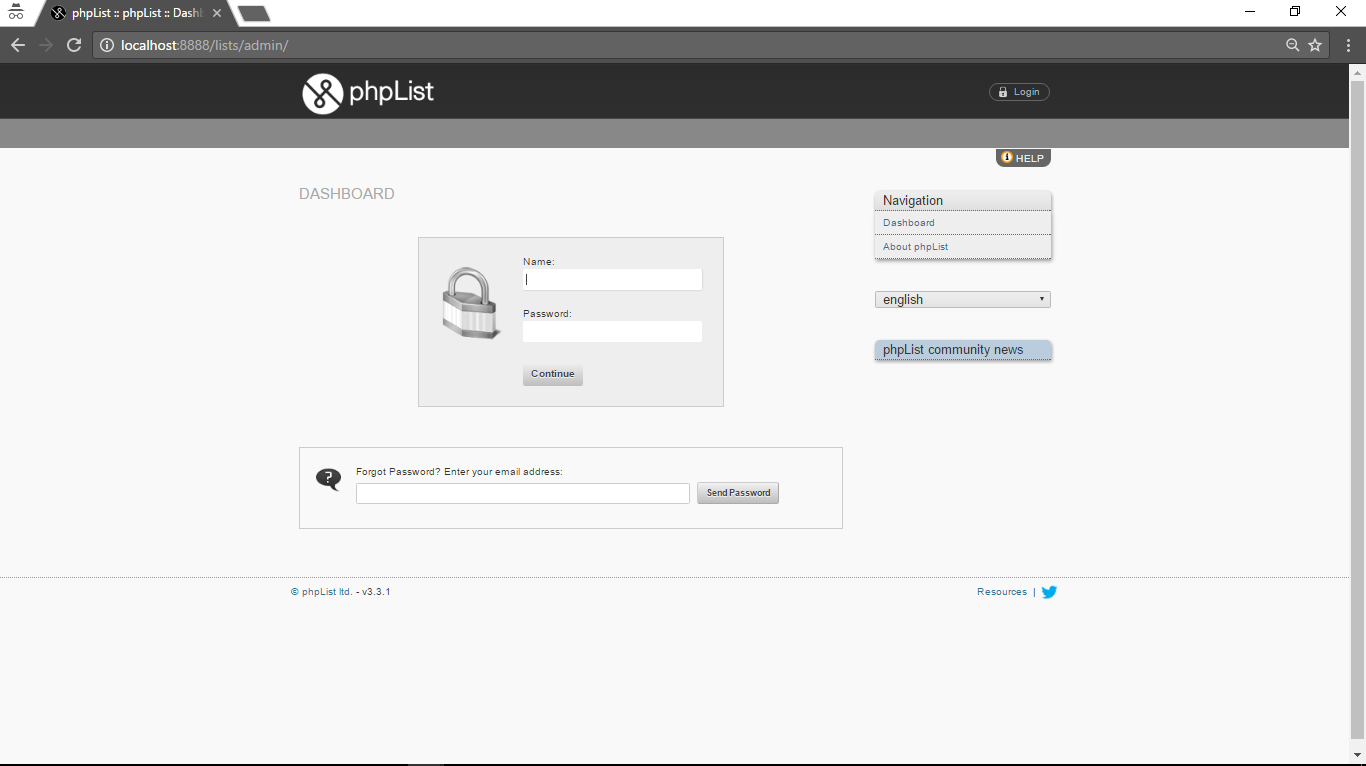 phpList :: phpList :: Dash
localhost:8888/lists/admin/
phpList
Login
HELP
DASHBOARD
Navigation
Dashboard
About phpList
Name:
Password:
Continue
english
phpList community news
Forgot Password? Enter your email address:
Send Password
© phpList ltd. - v3.3.1
Resources |